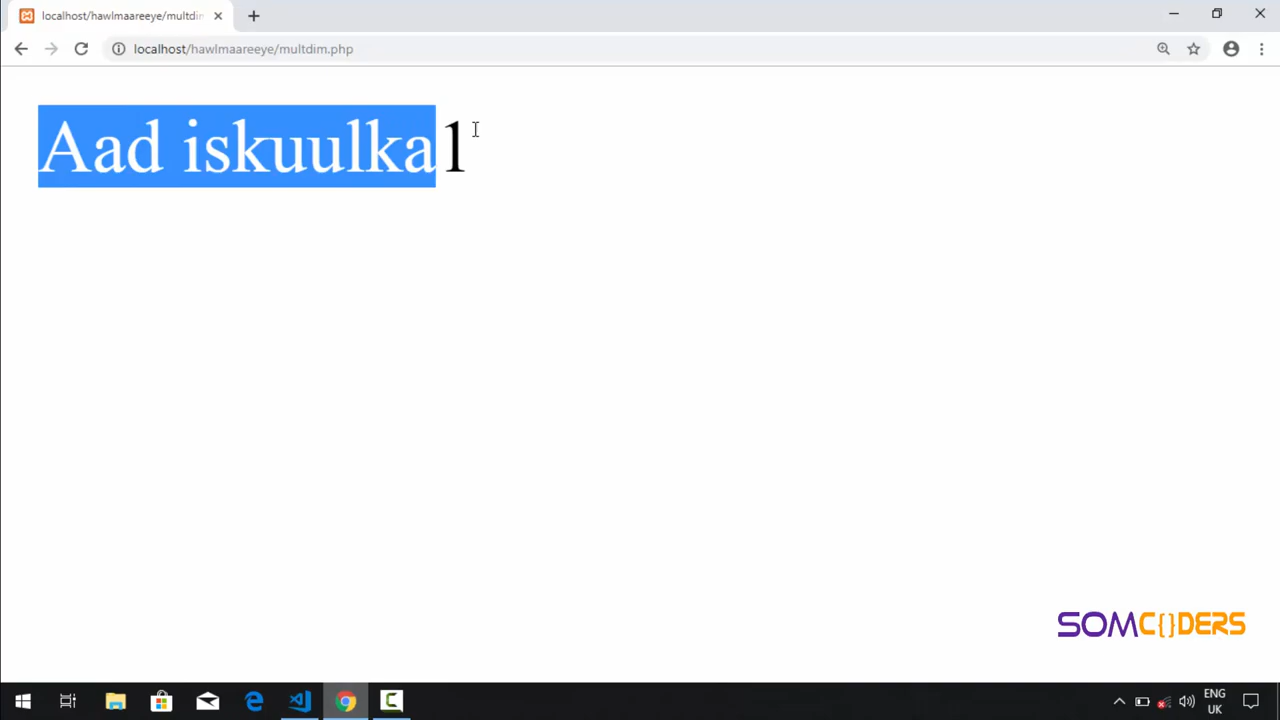 localhost/hawlmaareeye/multdim
localhost/hawlmaareeye/multdim.php
Aad iskuulka1
SOMC{}DERS
ENG
UK